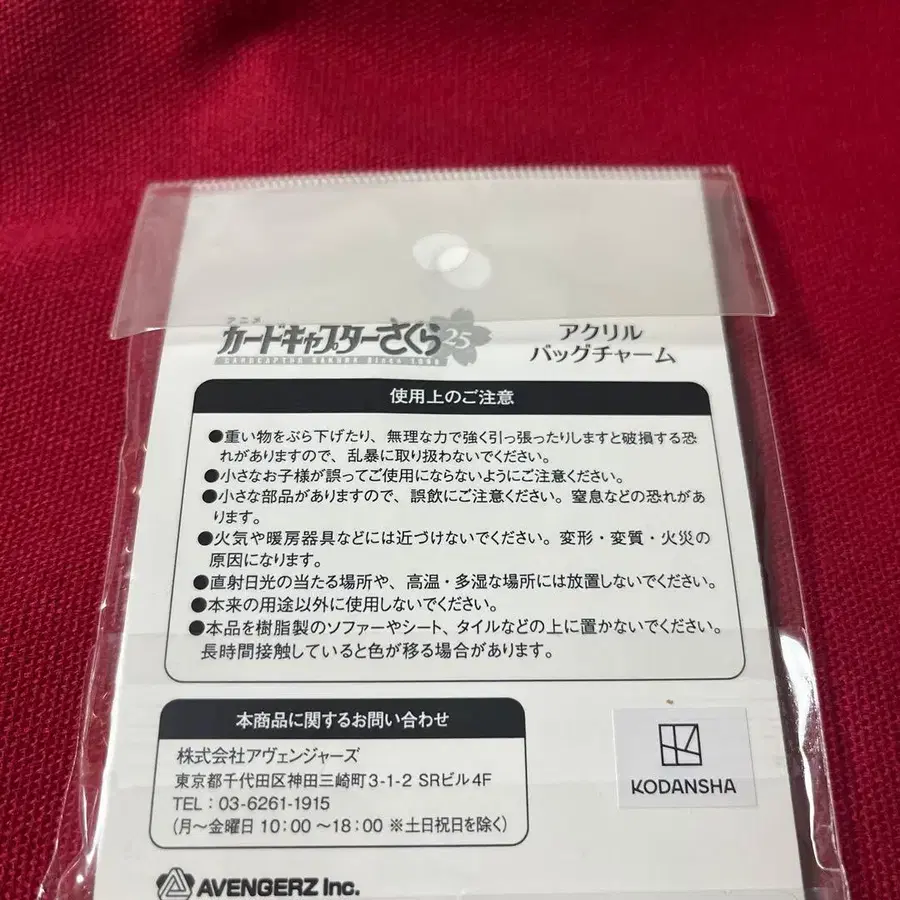 アニメ
カードキャプターさくら 25
CARDCAPTOR SAKURA Since 1998
アクリル
バッグチャーム
使用上のご注意
●重い物をぶら下げたり、無理な力で強く引っ張ったりしますと破損する恐
れがありますので、乱暴に取り扱わないでください。
●小さなお子様が誤ってご使用にならないようにご注意ください。
●小さな部品がありますので、誤飲にご注意ください。窒息などの恐れがあ
ります。
●火気や暖房器具などには近づけないでください。変形・変質・火災の
原因になります。
●直射日光の当たる場所や、高温・多湿な場所には放置しないでください。
●本来の用途以外に使用しないでください。
●本品を樹脂製のソファーやシート、タイルなどの上に置かないでください。
長時間接触していると色が移る場合があります。
本商品に関するお問い合わせ
株式会社アヴェンジャーズ
東京都千代田区神田三崎町3-1-2 SRビル4F
TEL：03-6261-1915
(月～金曜日 10：00～18：00 ※土日祝日を除く)
KODANSHA
AVENGERZ Inc.